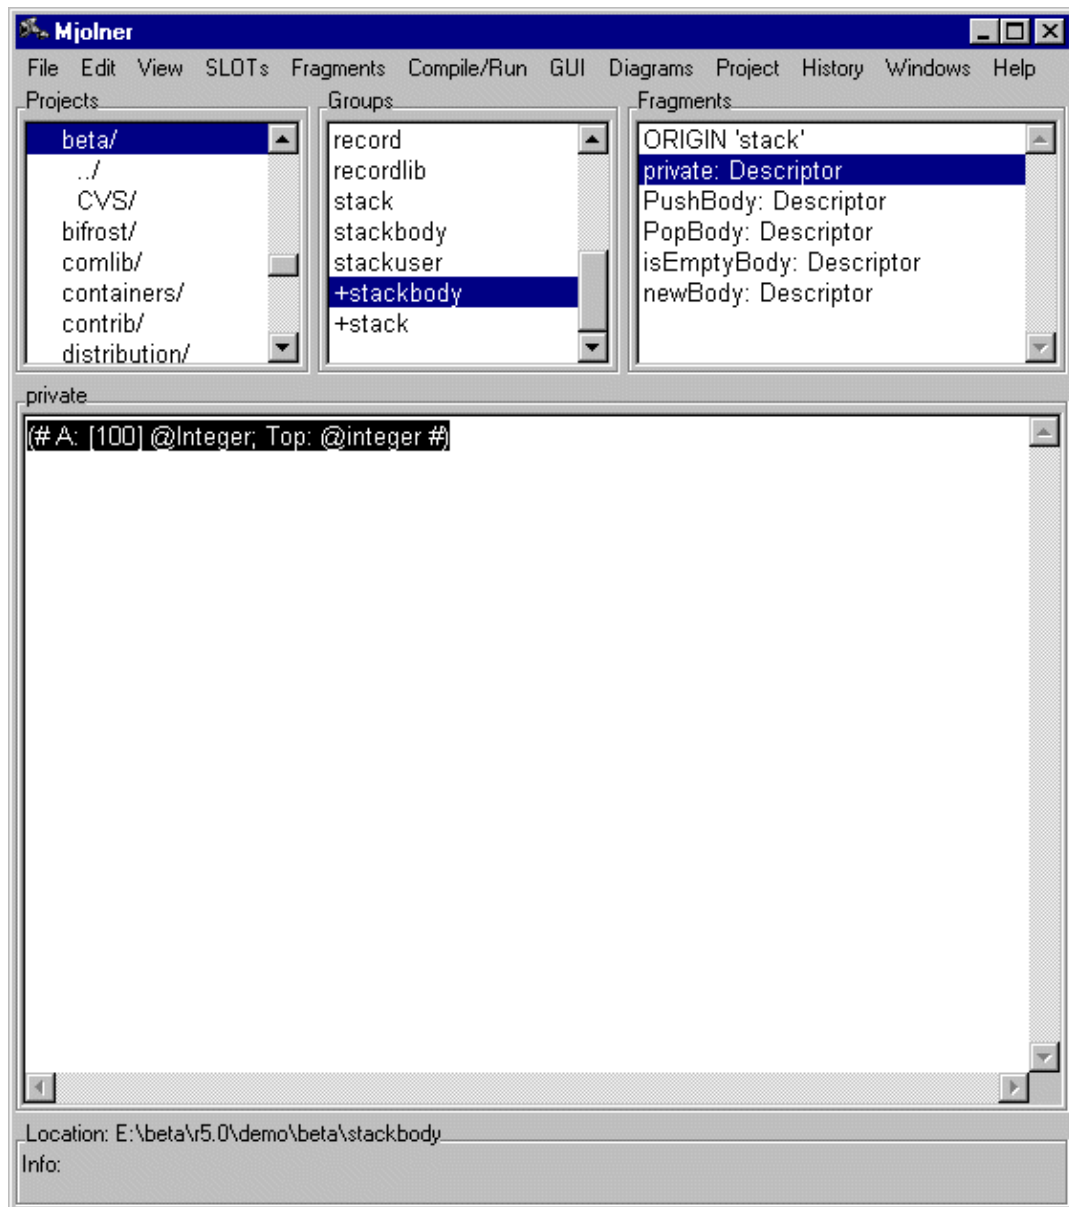 Mjolner
File Edit View SLOTs Fragments Compile/Run GUI Diagrams Project History Windows Help
Projects
beta/
../
CVS/
bifrost/
comlib/
containers/
contrib/
distribution/
Groups
record
recordlib
stack
stackbody
stackuser
+stackbody
+stack
Fragments
ORIGIN 'stack'
private: Descriptor
PushBody: Descriptor
PopBody: Descriptor
isEmptyBody: Descriptor
newBody: Descriptor
private
(# A: [100] @Integer; Top: @integer #)
Location: E:\beta\r5.0\demo\beta\stackbody
Info: